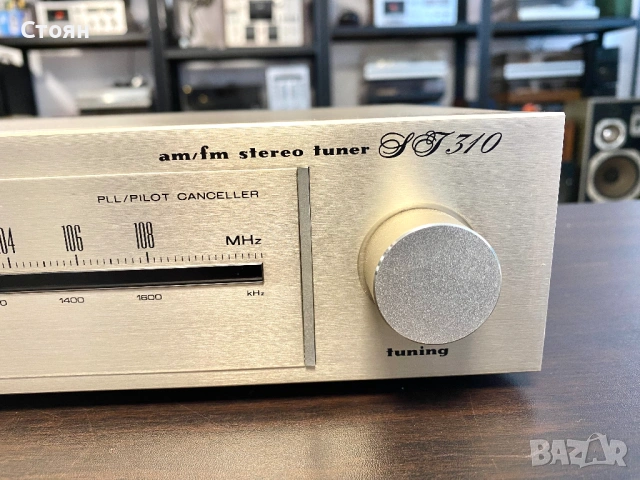 Стоян
am/fm stereo tuner ST 310
PLL/PILOT CANCELLER
04 106 108 MHz
0 1400 1600 kHz
tuning
BAZAR